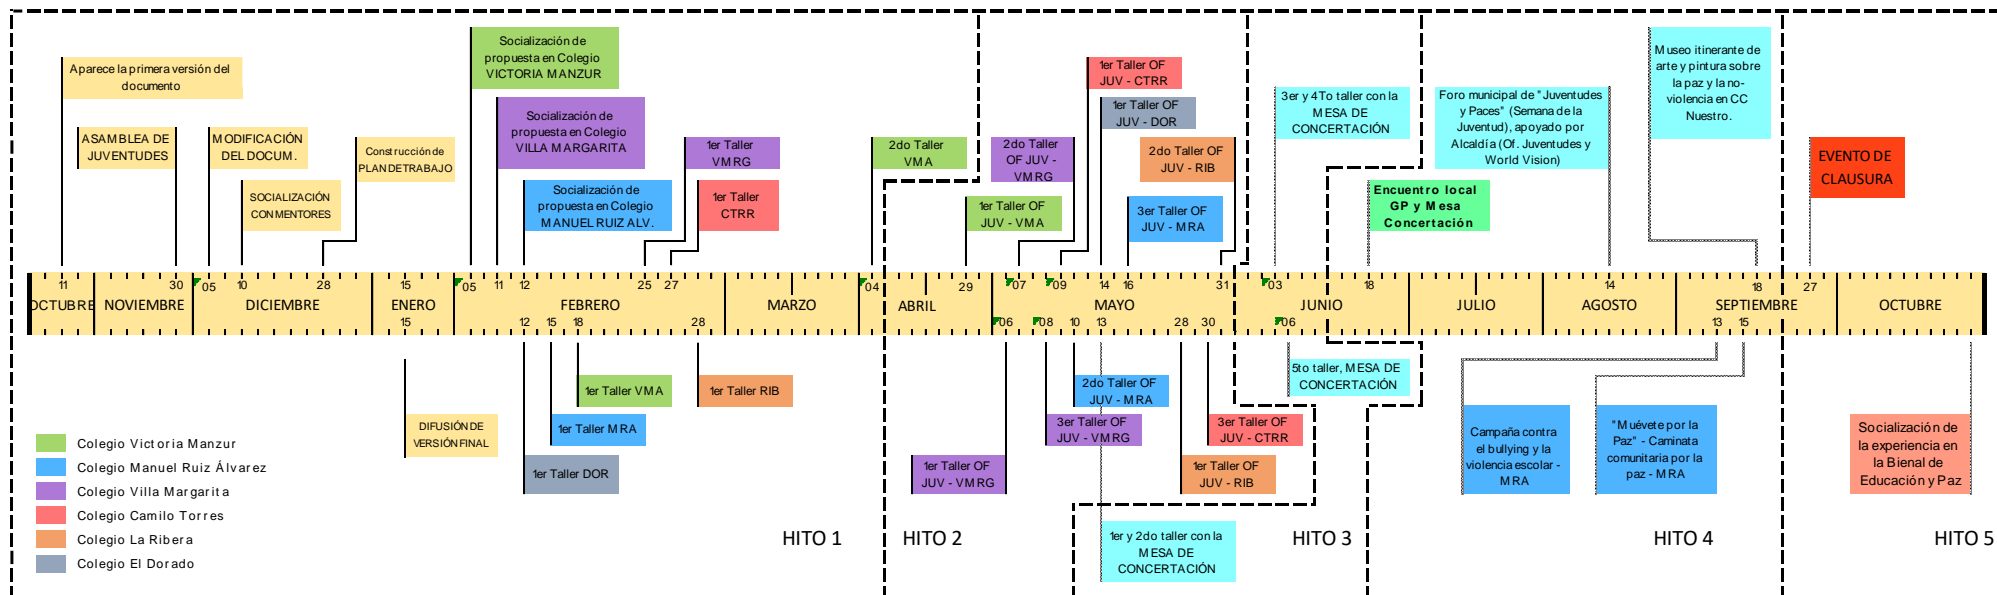 Aparece la primera versión del
documento
ASAMBLEA DE
JUVENTUDES
MODIFICACIÓN
DEL DOCUM.
SOCIALIZACIÓN
CON MENTORES
Construcción de
PLAN DE TRABAJO
Socialización de
propuesta en Colegio
VICTORIA MANZUR
Socialización de
propuesta en Colegio
VILLA MARGARITA
Socialización de
propuesta en Colegio
MANUEL RUIZ ALV.
1er Taller
VMRG
1er Taller
CTRR
2do Taller
VMA
1er Taller OF
JUV - VMA
2do Taller
OF JUV -
VMRG
1er Taller OF
JUV - CTRR
1er Taller OF
JUV - DOR
2do Taller OF
JUV - RIB
3er Taller OF
JUV - MRA
3er y 4To taller con la
MESA DE
CONCERTACIÓN
Encuentro local
GP y Mesa
Concertación
Foro municipal de "Juventudes
y Paces" (Semana de la
Juventud), apoyado por
Alcaldía (Of. Juventudes y
World Vision)
Museo itinerante de
arte y pintura sobre
la paz y la no-
violencia en CC
Nuestro.
EVENTO DE
CLAUSURA
11 30 05 10 28 15 05 11 12 25 27 04 29 07 09 14 16 31 03 18 14 18 27
OCTUBRE NOVIEMBRE DICIEMBRE ENERO FEBRERO MARZO ABRIL MAYO JUNIO JULIO AGOSTO SEPTIEMBRE OCTUBRE
15 12 15 18 28 06 08 10 13 28 30 06 13 15
DIFUSIÓN DE
VERSIÓN FINAL
1er Taller VMA
1er Taller MRA
1er Taller DOR
1er Taller RIB
1er Taller OF
JUV - VMRG
2do Taller OF
JUV - MRA
3er Taller OF
JUV - VMRG
3er Taller OF
JUV - CTRR
1er Taller OF
JUV - RIB
1er y 2do taller con la
MESA DE
CONCERTACIÓN
5to taller, MESA DE
CONCERTACIÓN
Campaña contra
el bullying y la
violencia escolar -
MRA
"Muévete por la
Paz" - Caminata
comunitaria por la
paz - MRA
Socialización de
la experiencia en
la Bienal de
Educación y Paz
Colegio Victoria Manzur
Colegio Manuel Ruiz Álvarez
Colegio Villa Margarita
Colegio Camilo Torres
Colegio La Ribera
Colegio El Dorado
HITO 1
HITO 2
HITO 3
HITO 4
HITO 5